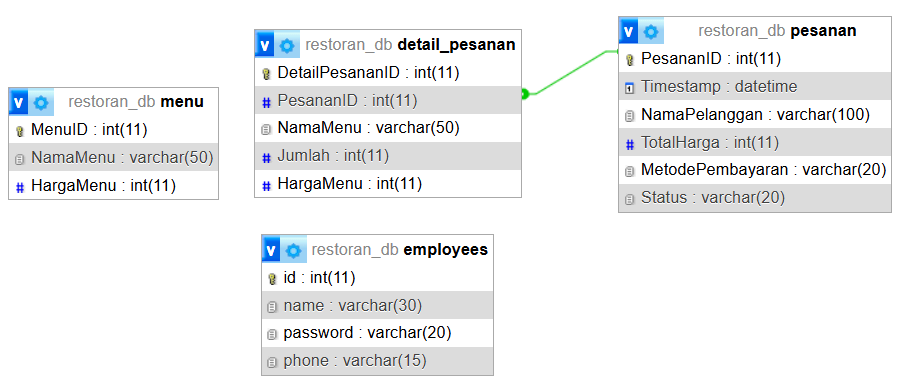 restoran_db menu
MenuID : int(11)
NamaMenu : varchar(50)
HargaMenu : int(11)
restoran_db detail_pesanan
DetailPesananID : int(11)
PesananID : int(11)
NamaMenu : varchar(50)
Jumlah : int(11)
HargaMenu : int(11)
restoran_db pesanan
PesananID : int(11)
Timestamp : datetime
NamaPelanggan : varchar(100)
TotalHarga : int(11)
MetodePembayaran : varchar(20)
Status : varchar(20)
restoran_db employees
id : int(11)
name : varchar(30)
password : varchar(20)
phone : varchar(15)